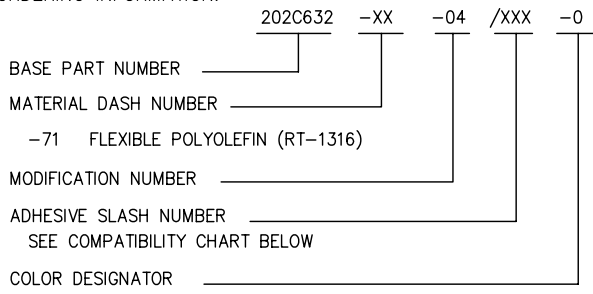 202C632 -XX -04 /XXX -0
BASE PART NUMBER
MATERIAL DASH NUMBER
-71 FLEXIBLE POLYOLEFIN (RT-1316)
MODIFICATION NUMBER
ADHESIVE SLASH NUMBER
SEE COMPATIBILITY CHART BELOW
COLOR DESIGNATOR